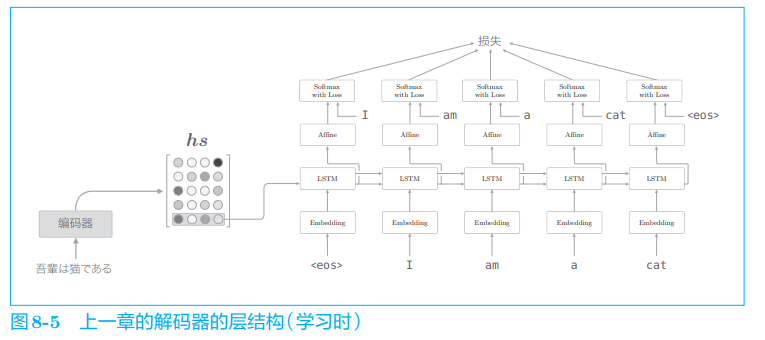 损失
Softmax with Loss Softmax with Loss Softmax with Loss Softmax with Loss Softmax with Loss
I am a cat <eos>
Affine Affine Affine Affine Affine
hs
LSTM LSTM LSTM LSTM LSTM
编码器
Embedding Embedding Embedding Embedding Embedding
吾輩は猫である
<eos> I am a cat
图8-5 上一章的解码器的层结构(学习时)